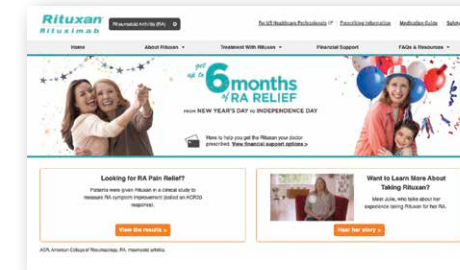 Rituxan
Rituximab
Rheumatoid Arthritis (RA)
For US Healthcare Professionals
Prescribing Information
Medication Guide
Home
About Rituxan
Treatment With Rituxan
Financial Support
FAQs & Resources
get
up to
6 months
of RA RELIEF
FROM NEW YEAR'S DAY TO INDEPENDENCE DAY
Here to help you get the Rituxan your doctor
prescribed. View financial support options >
Looking for RA Pain Relief?
Patients were given Rituxan in a clinical study to
measure RA symptom improvement (called an ACR20
response).
View the results >
Want to Learn More About
Taking Rituxan?
Meet Julie, who talks about her
experience taking Rituxan for her RA.
Hear her story >
ACR, American College of Rheumatology; RA, rheumatoid arthritis.